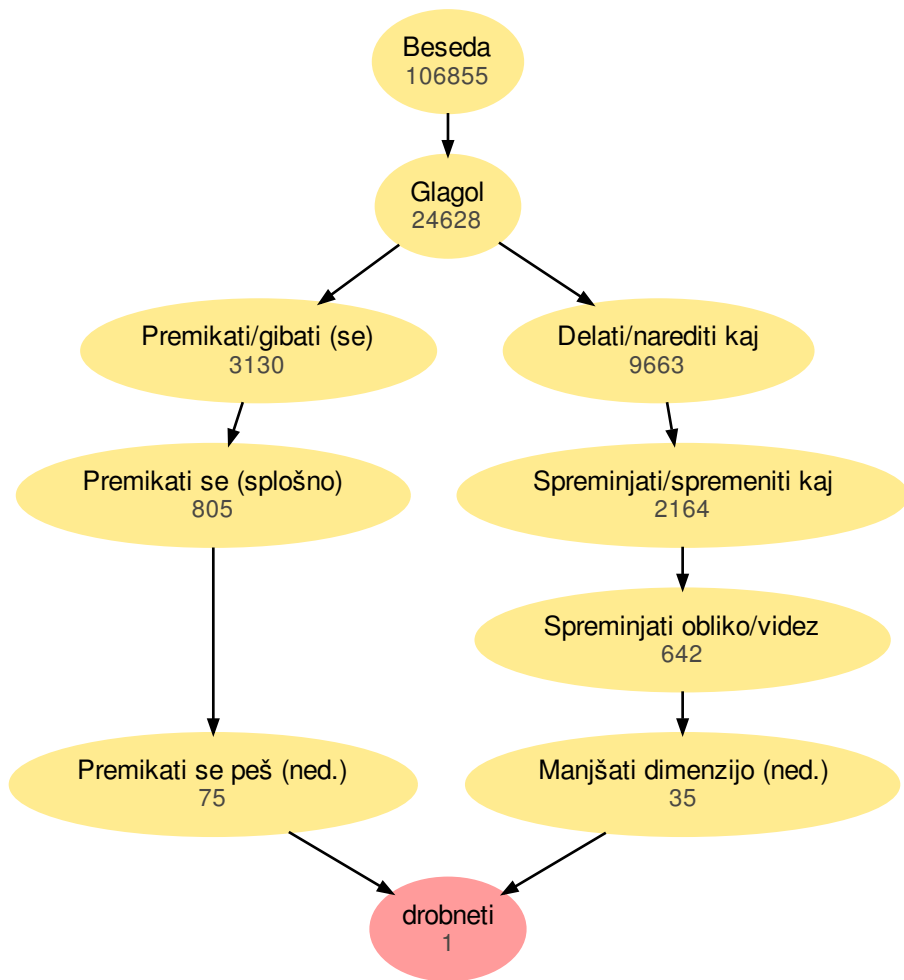 Beseda
106855
Glagol
24628
Premikati/gibati (se)
3130
Delati/narediti kaj
9663
Premikati se (splošno)
805
Spreminjati/spremeniti kaj
2164
Spreminjati obliko/videz
642
Premikati se peš (ned.)
75
Manjšati dimenzijo (ned.)
35
drobneti
1